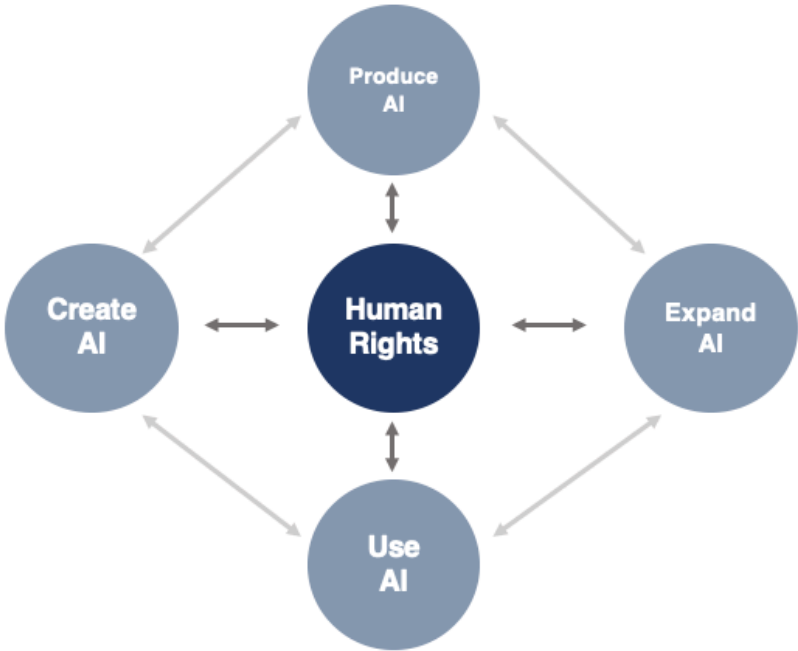 Produce
AI
Create
AI
Human
Rights
Expand
AI
Use
AI